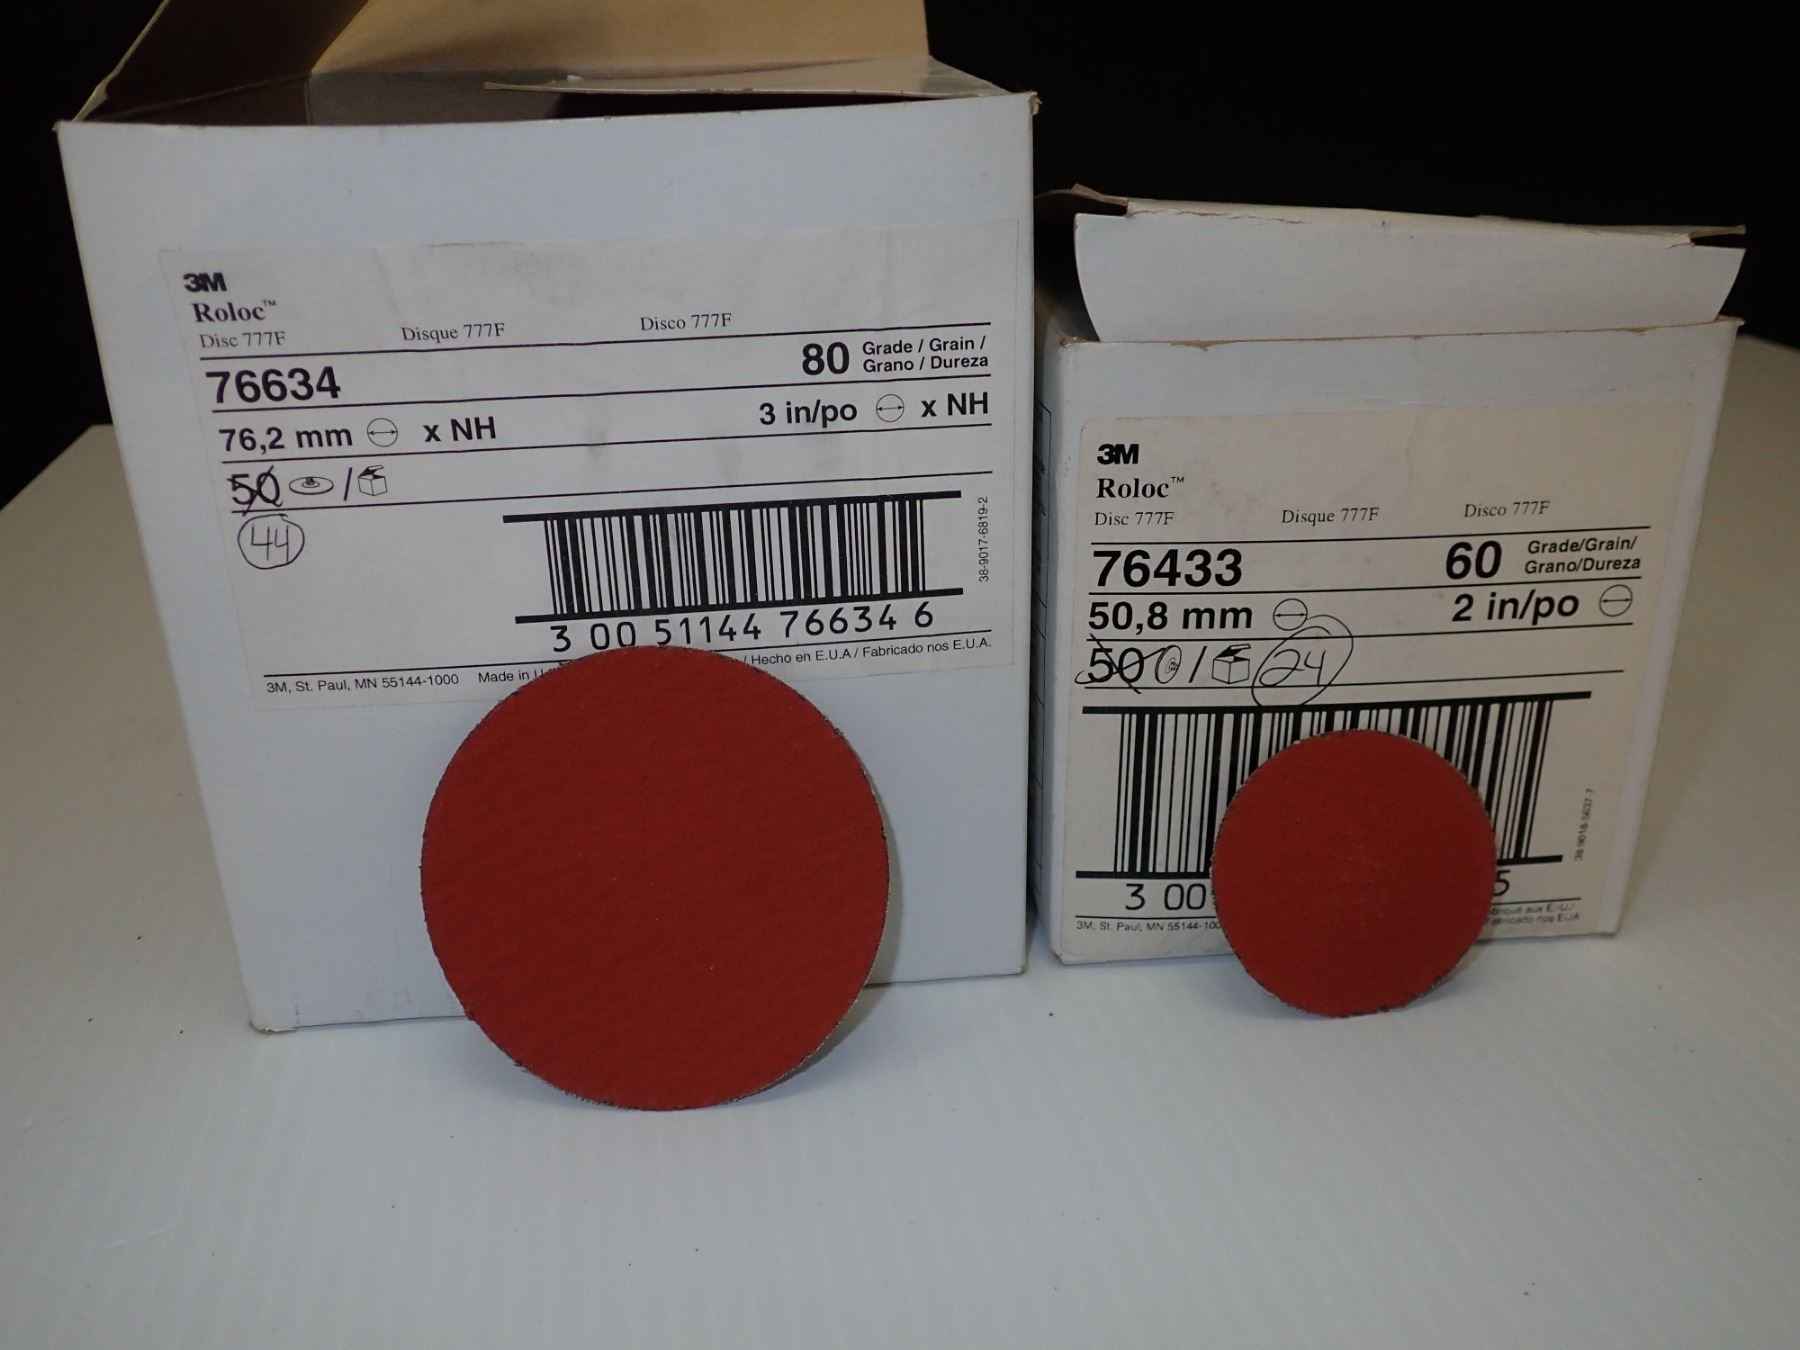 3M
Roloc™
Disc 777F Disque 777F Disco 777F
76634 80 Grade / Grain /
Grano / Dureza
76,2 mm x NH 3 in/po x NH
50 /
44
38-9017-6819-2
3 00 51144 76634 6
/ Hecho en E.U.A / Fabricado nos E.U.A.
3M, St. Paul, MN 55144-1000 Made in
3M
Roloc™
Disc 777F Disque 777F Disco 777F
76433 60 Grade/Grain/
Grano/Dureza
50,8 mm 2 in/po
50 / 24
3 00 5
3M, St. Paul, MN 55144-100